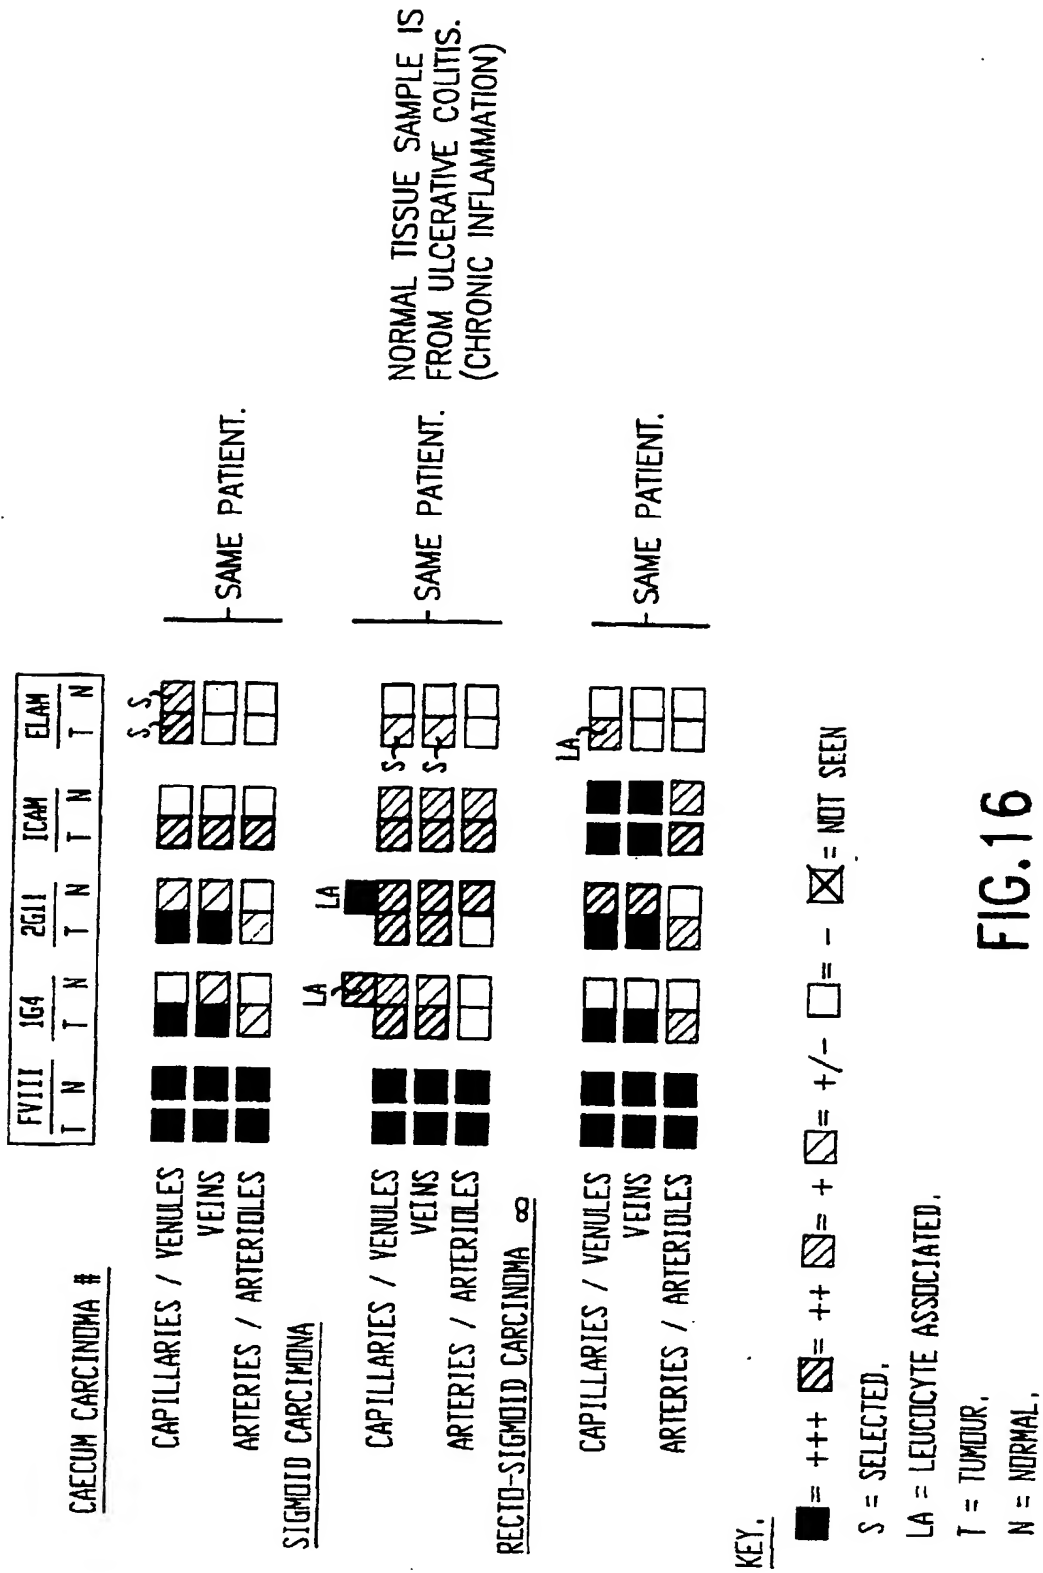 FVIII 1G4 2G11 ICAM ELAM
T N T N T N T N T N
CAECUM CARCINOMA #
S S
CAPILLARIES / VENULES
VEINS
ARTERIES / ARTERIOLES
SAME PATIENT.
SIGMOID CARCIMONA
LA LA
CAPILLARIES / VENULES
S
VEINS
S
ARTERIES / ARTERIOLES
SAME PATIENT.
NORMAL TISSUE SAMPLE IS
FROM ULCERATIVE COLITIS.
(CHRONIC INFLAMMATION)
RECTO-SIGMOID CARCINOMA ∞
LA
CAPILLARIES / VENULES
VEINS
ARTERIES / ARTERIOLES
SAME PATIENT.
KEY.
= +++ = ++ = + = +/- = - = NOT SEEN
S = SELECTED.
LA = LEUCOCYTE ASSOCIATED.
T = TUMOUR.
N = NORMAL.
FIG.16